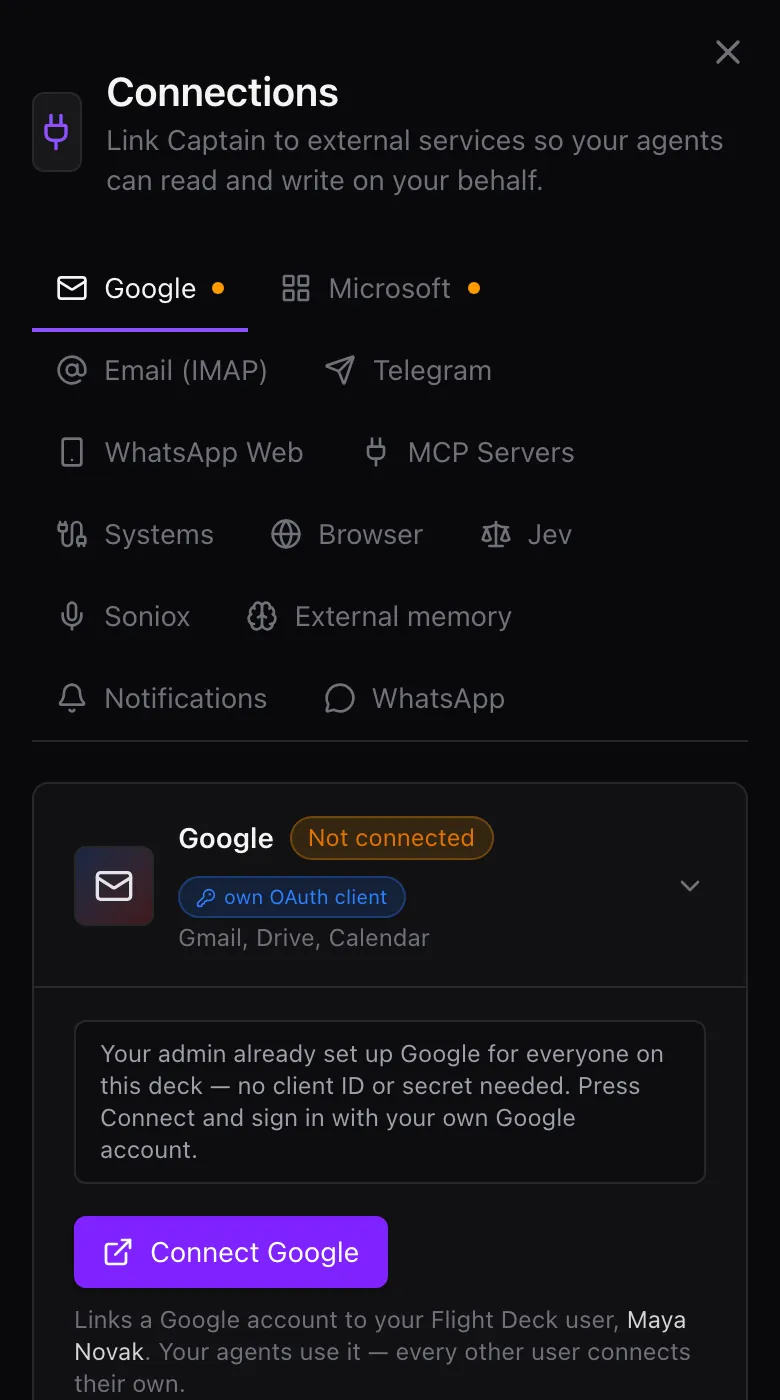 Connections
Link Captain to external services so your agents
can read and write on your behalf.
Google
Microsoft
Email (IMAP)
Telegram
WhatsApp Web
MCP Servers
Systems
Browser
Jev
Soniox
External memory
Notifications
WhatsApp
Google
Not connected
own OAuth client
Gmail, Drive, Calendar
Your admin already set up Google for everyone on
this deck — no client ID or secret needed. Press
Connect and sign in with your own Google
account.
Connect Google
Links a Google account to your Flight Deck user, Maya
Novak. Your agents use it — every other user connects
their own.